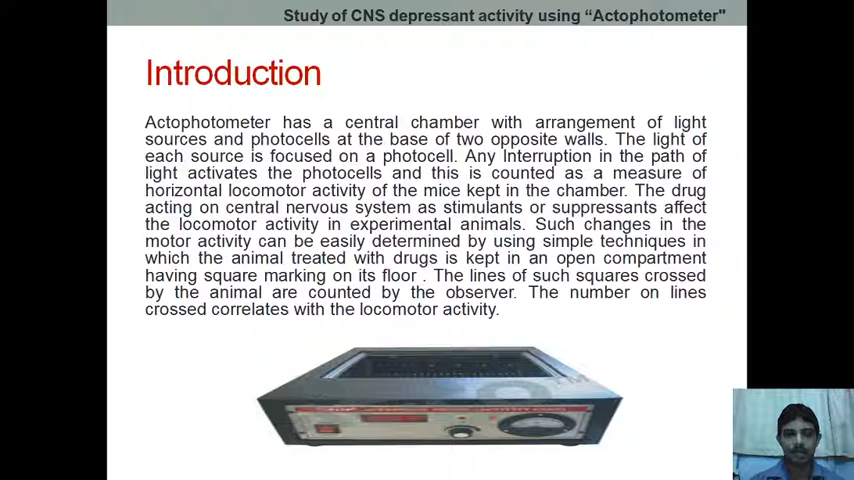 Study of CNS depressant activity using “Actophotometer"
Introduction
Actophotometer has a central chamber with arrangement of light
sources and photocells at the base of two opposite walls. The light of
each source is focused on a photocell. Any Interruption in the path of
light activates the photocells and this is counted as a measure of
horizontal locomotor activity of the mice kept in the chamber. The drug
acting on central nervous system as stimulants or suppressants affect
the locomotor activity in experimental animals. Such changes in the
motor activity can be easily determined by using simple techniques in
which the animal treated with drugs is kept in an open compartment
having square marking on its floor . The lines of such squares crossed
by the animal are counted by the observer. The number on lines
crossed correlates with the locomotor activity.